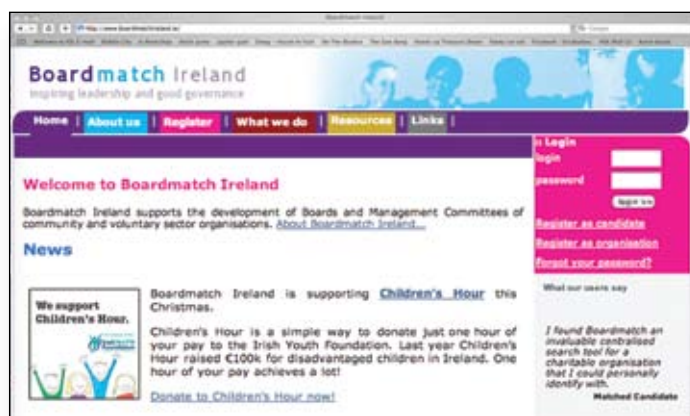 Boardmatch Ireland
Boardmatch Ireland
inspiring leadership and good governance
Home | About us | Register | What we do | Resources | Links |
Login
login
password
Register as candidate
Register as organisation
Forgot your password?
Welcome to Boardmatch Ireland
Boardmatch Ireland supports the development of Boards and Management Committees of
community and voluntary sector organisations. About Boardmatch Ireland...
News
We support
Children's Hour.
Boardmatch Ireland is supporting Children's Hour this
Christmas.
Children's Hour is a simple way to donate just one hour of
your pay to the Irish Youth Foundation. Last year Children's
Hour raised €100k for disadvantaged children in Ireland. One
hour of your pay achieves a lot!
Donate to Children's Hour now!
What our users say
I found Boardmatch an
invaluable centralised
search tool for a
charitable organisation
that I could personally
identify with.
Matched Candidate